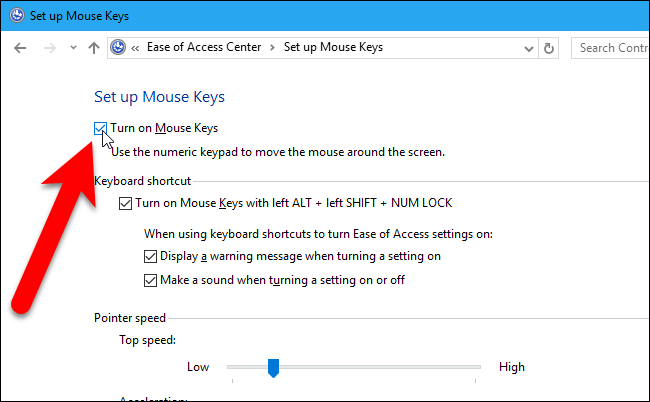 Set up Mouse Keys
Ease of Access Center Set up Mouse Keys Search Contr
Set up Mouse Keys
Turn on Mouse Keys
Use the numeric keypad to move the mouse around the screen.
Keyboard shortcut
Turn on Mouse Keys with left ALT + left SHIFT + NUM LOCK
When using keyboard shortcuts to turn Ease of Access settings on:
Display a warning message when turning a setting on
Make a sound when turning a setting on or off
Pointer speed
Top speed:
Low High
Acceleration: